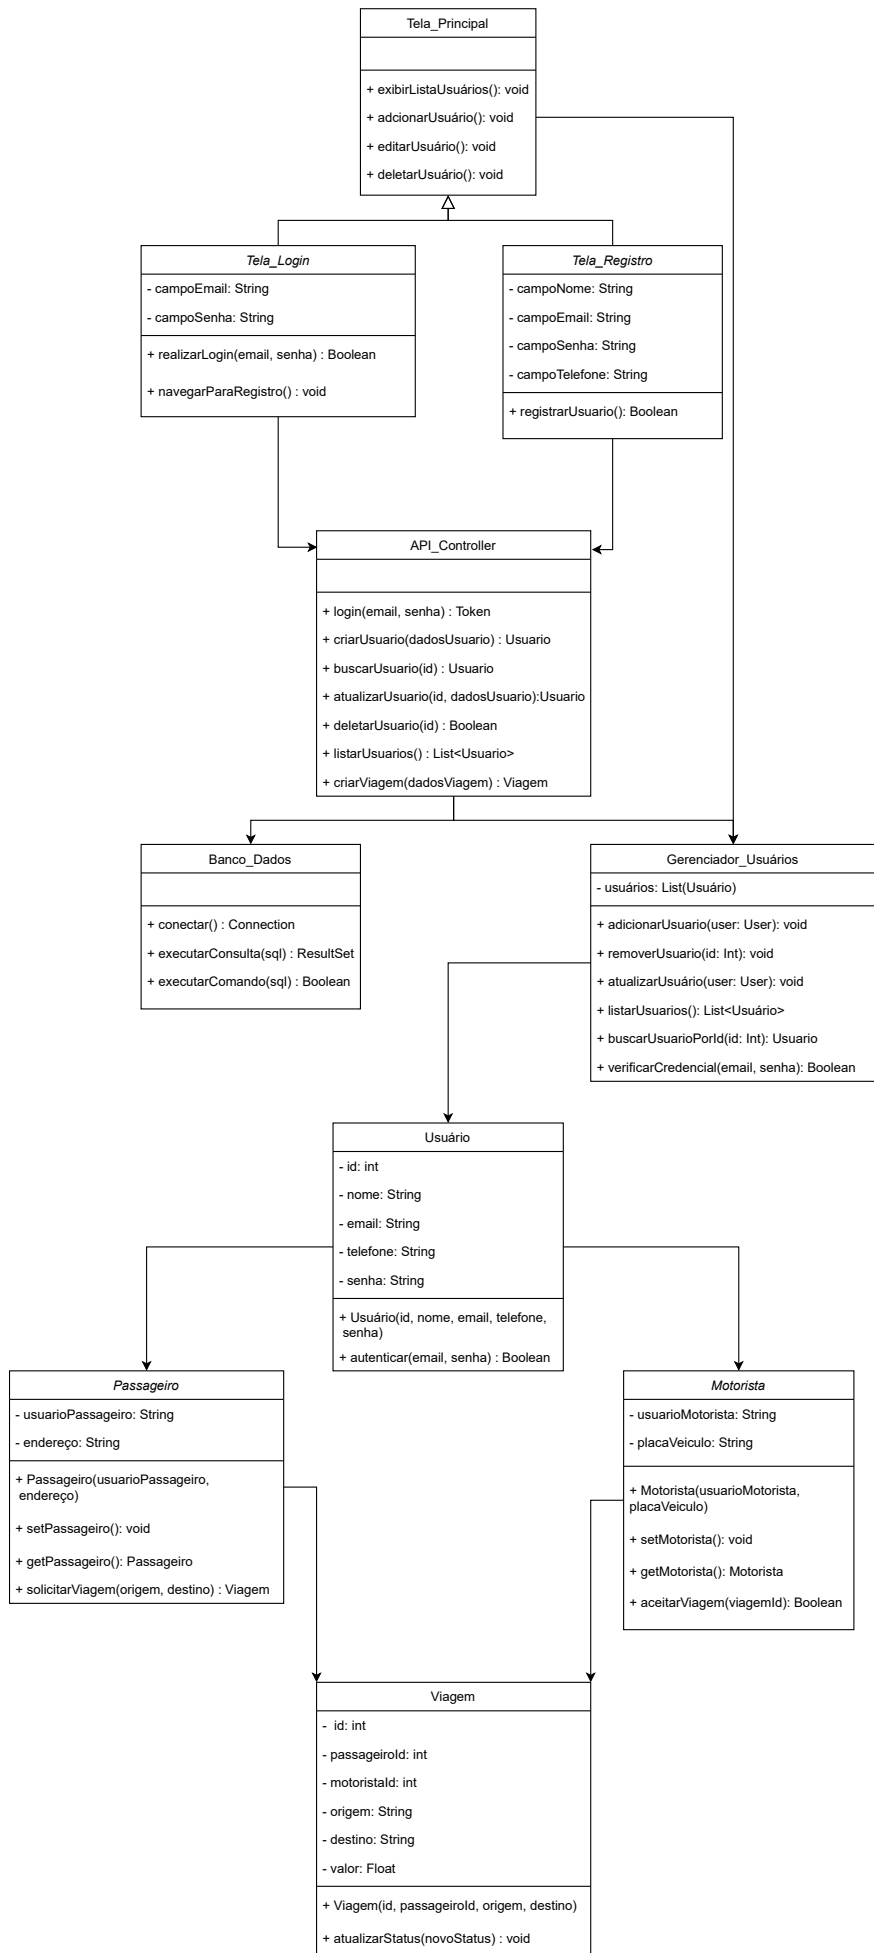 Tela_Principal
+ exibirListaUsuários(): void
+ adcionarUsuário(): void
+ editarUsuário(): void
+ deletarUsuário(): void
Tela_Login
- campoEmail: String
- campoSenha: String
+ realizarLogin(email, senha) : Boolean
+ navegarParaRegistro() : void
Tela_Registro
- campoNome: String
- campoEmail: String
- campoSenha: String
- campoTelefone: String
+ registrarUsuario(): Boolean
API_Controller
+ login(email, senha) : Token
+ criarUsuario(dadosUsuario) : Usuario
+ buscarUsuario(id) : Usuario
+ atualizarUsuario(id, dadosUsuario):Usuario
+ deletarUsuario(id) : Boolean
+ listarUsuarios() : List<Usuario>
+ criarViagem(dadosViagem) : Viagem
Banco_Dados
+ conectar() : Connection
+ executarConsulta(sql) : ResultSet
+ executarComando(sql) : Boolean
Gerenciador_Usuários
- usuários: List(Usuário)
+ adicionarUsuario(user: User): void
+ removerUsuario(id: Int): void
+ atualizarUsuário(user: User): void
+ listarUsuarios(): List<Usuário>
+ buscarUsuarioPorId(id: Int): Usuario
+ verificarCredencial(email, senha): Boolean
Usuário
- id: int
- nome: String
- email: String
- telefone: String
- senha: String
+ Usuário(id, nome, email, telefone,
senha)
+ autenticar(email, senha) : Boolean
Passageiro
- usuarioPassageiro: String
- endereço: String
+ Passageiro(usuarioPassageiro,
endereço)
+ setPassageiro(): void
+ getPassageiro(): Passageiro
+ solicitarViagem(origem, destino) : Viagem
Motorista
- usuarioMotorista: String
- placaVeiculo: String
+ Motorista(usuarioMotorista,
placaVeiculo)
+ setMotorista(): void
+ getMotorista(): Motorista
+ aceitarViagem(viagemId): Boolean
Viagem
- id: int
- passageiroId: int
- motoristaId: int
- origem: String
- destino: String
- valor: Float
+ Viagem(id, passageiroId, origem, destino)
+ atualizarStatus(novoStatus) : void